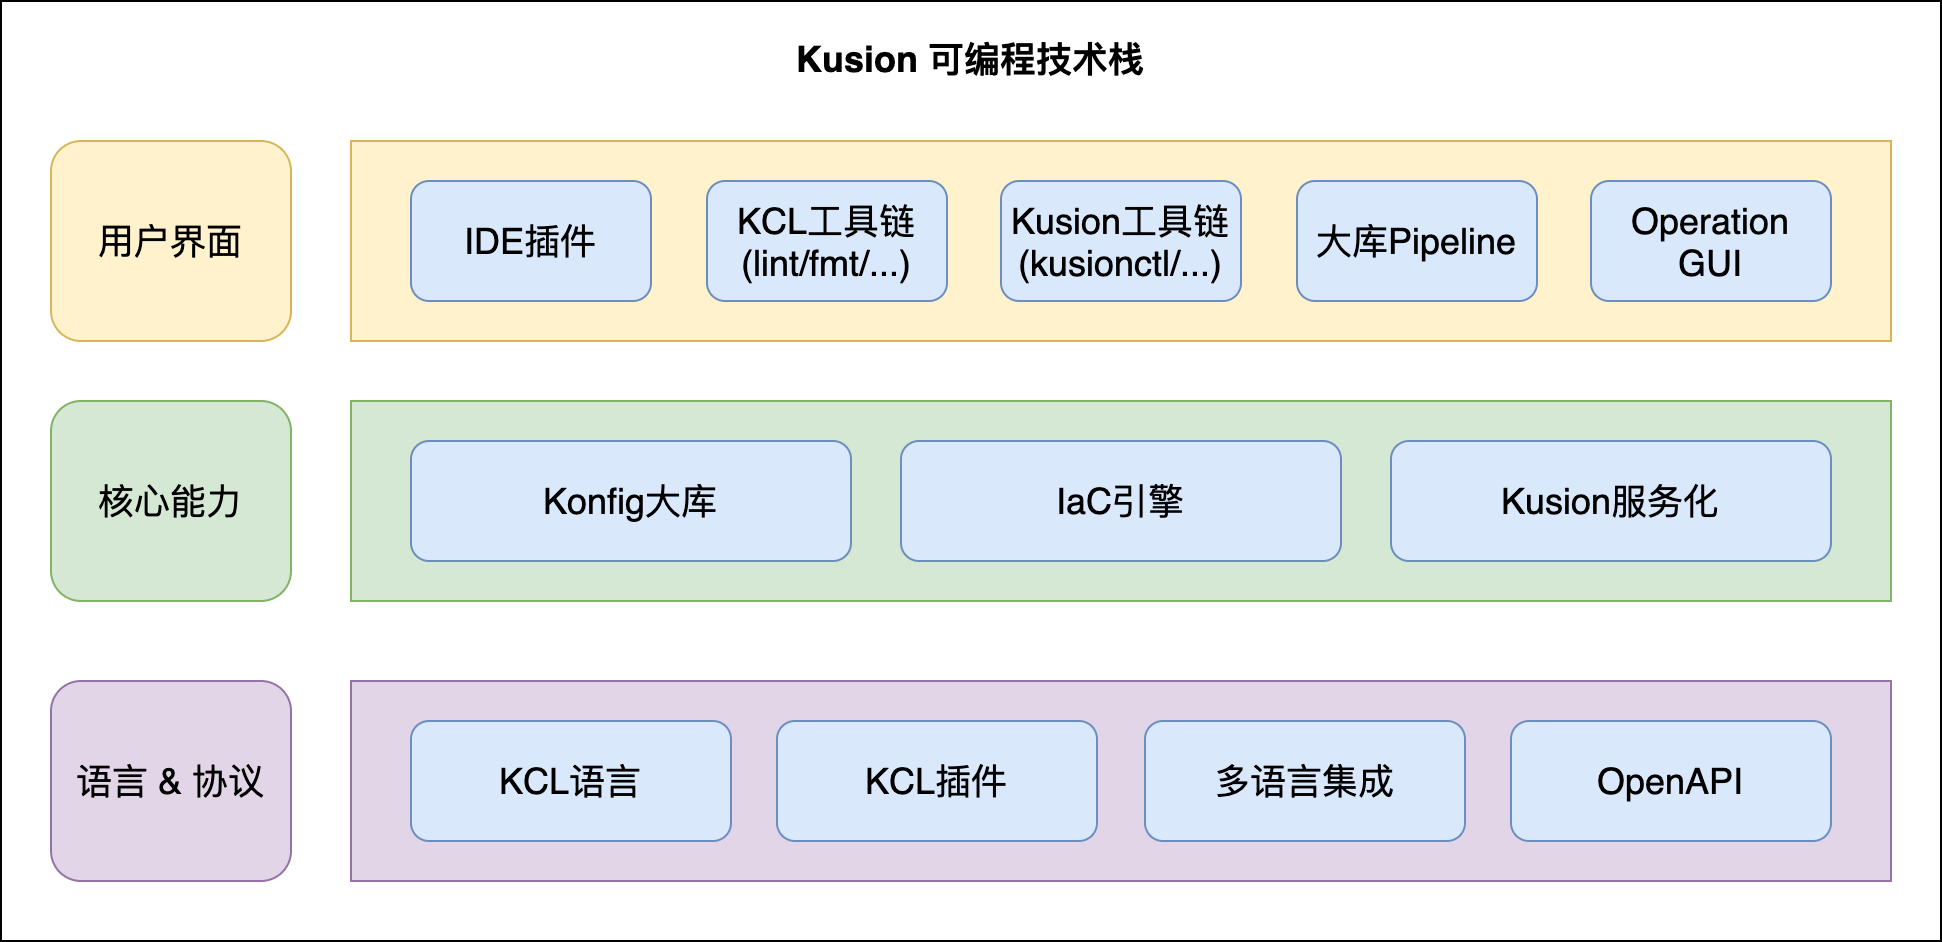 Kusion 可编程技术栈
用户界面
IDE插件
KCL工具链
(lint/fmt/...)
Kusion工具链
(kusionctl/...)
大库Pipeline
Operation
GUI
核心能力
Konfig大库
IaC引擎
Kusion服务化
语言 & 协议
KCL语言
KCL插件
多语言集成
OpenAPI